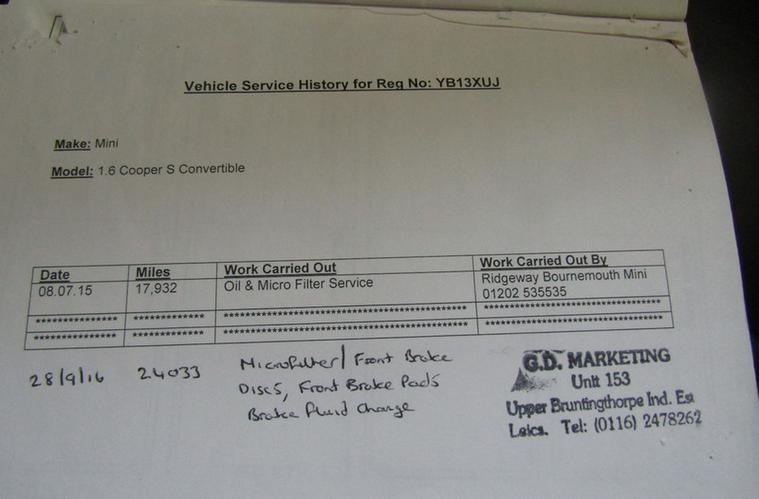 Vehicle Service History for Reg No: YB13XUJ
Make: Mini
Model: 1.6 Cooper S Convertible
Date Miles Work Carried Out Work Carried Out By
08.07.15 17,932 Oil & Micro Filter Service Ridgeway Bournemouth Mini
01202 535535
*************** ************* ********************************************* *********************************
*************** ************* ********************************************* *********************************
28/9/16 24033 Microfilter/ Front Brake
Discs, Front Brake Pads
Brake fluid change
G.D. MARKETING
Unit 153
Upper Bruntingthorpe Ind. Est
Leics. Tel: (0116) 2478262